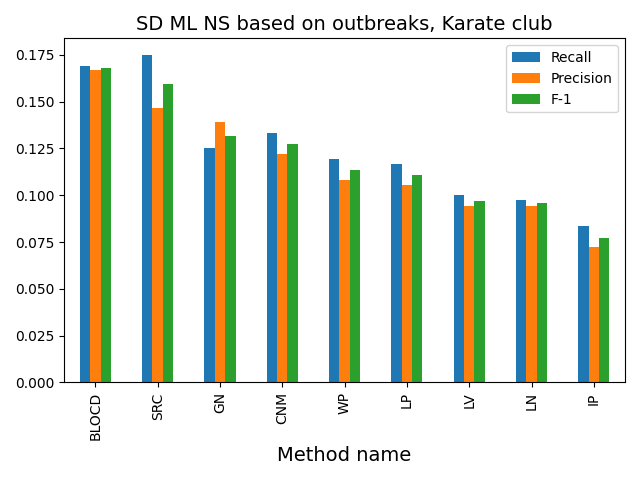 SD ML NS based on outbreaks, Karate club
Recall
Precision
F-1
0.175
0.150
0.125
0.100
0.075
0.050
0.025
0.000
BLOCD
SRC
GN
CNM
WP
LP
LV
LN
IP
Method name